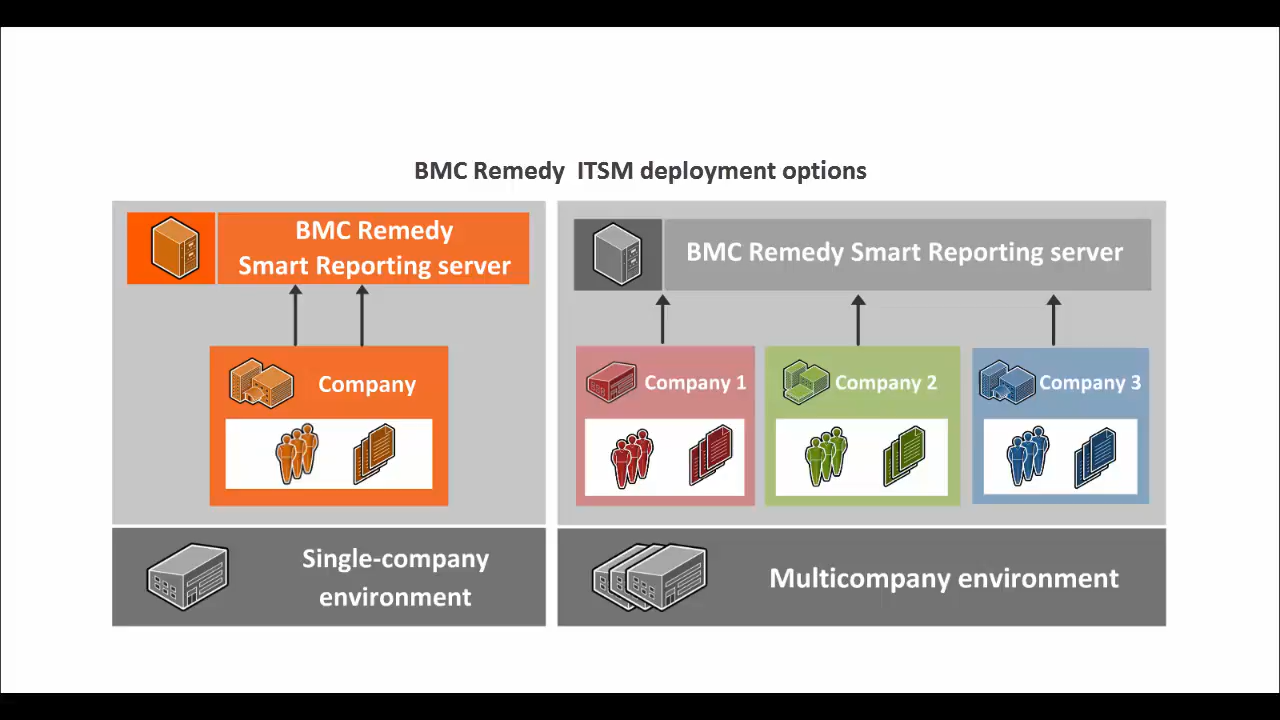 BMC Remedy  ITSM deployment options
BMC Remedy
Smart Reporting server
Company
Single-company
environment
BMC Remedy Smart Reporting server
Company 1
Company 2
Company 3
Multicompany environment